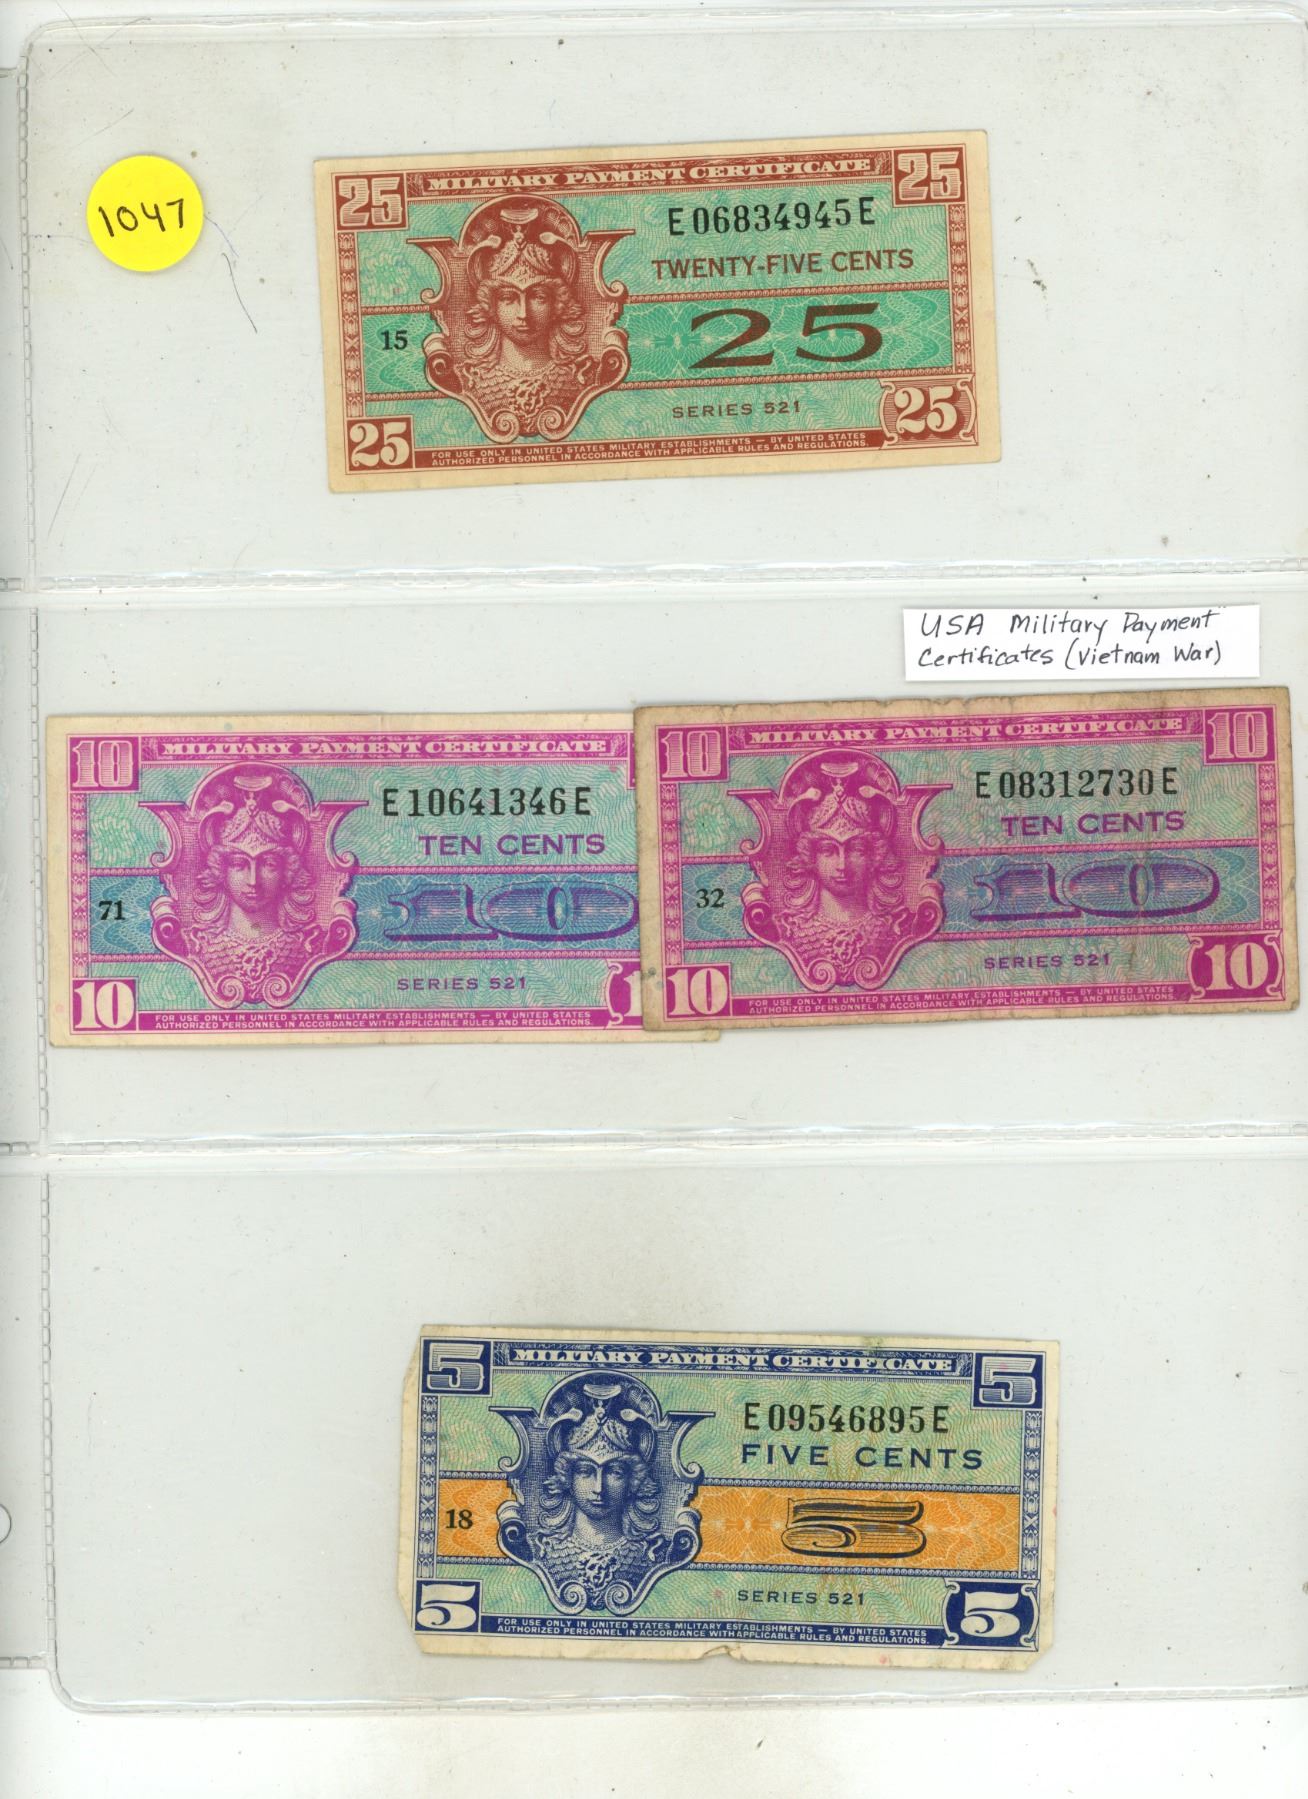 1047
25 MILITARY PAYMENT CERTIFICATE 25
E06834945E
TWENTY-FIVE CENTS
15
25
SERIES 521
25
25
FOR USE ONLY IN UNITED STATES MILITARY ESTABLISHMENTS — BY UNITED STATES
AUTHORIZED PERSONNEL IN ACCORDANCE WITH APPLICABLE RULES AND REGULATIONS.
USA Military Payment
Certificates (Vietnam War)
10 MILITARY PAYMENT CERTIFICATE
E10641346E
TEN CENTS
71
10
SERIES 521
10
FOR USE ONLY IN UNITED STATES MILITARY ESTABLISHMENTS — BY UNITED STATES
AUTHORIZED PERSONNEL IN ACCORDANCE WITH APPLICABLE RULES AND REGULATIONS.
10 MILITARY PAYMENT CERTIFICATE 10
E08312730E
TEN CENTS
32
10
SERIES 521
10
10
FOR USE ONLY IN UNITED STATES MILITARY ESTABLISHMENTS — BY UNITED STATES
AUTHORIZED PERSONNEL IN ACCORDANCE WITH APPLICABLE RULES AND REGULATIONS.
5 MILITARY PAYMENT CERTIFICATE 5
E09546895E
FIVE CENTS
18
5
SERIES 521
5
5
FOR USE ONLY IN UNITED STATES MILITARY ESTABLISHMENTS — BY UNITED STATES
AUTHORIZED PERSONNEL IN ACCORDANCE WITH APPLICABLE RULES AND REGULATIONS.